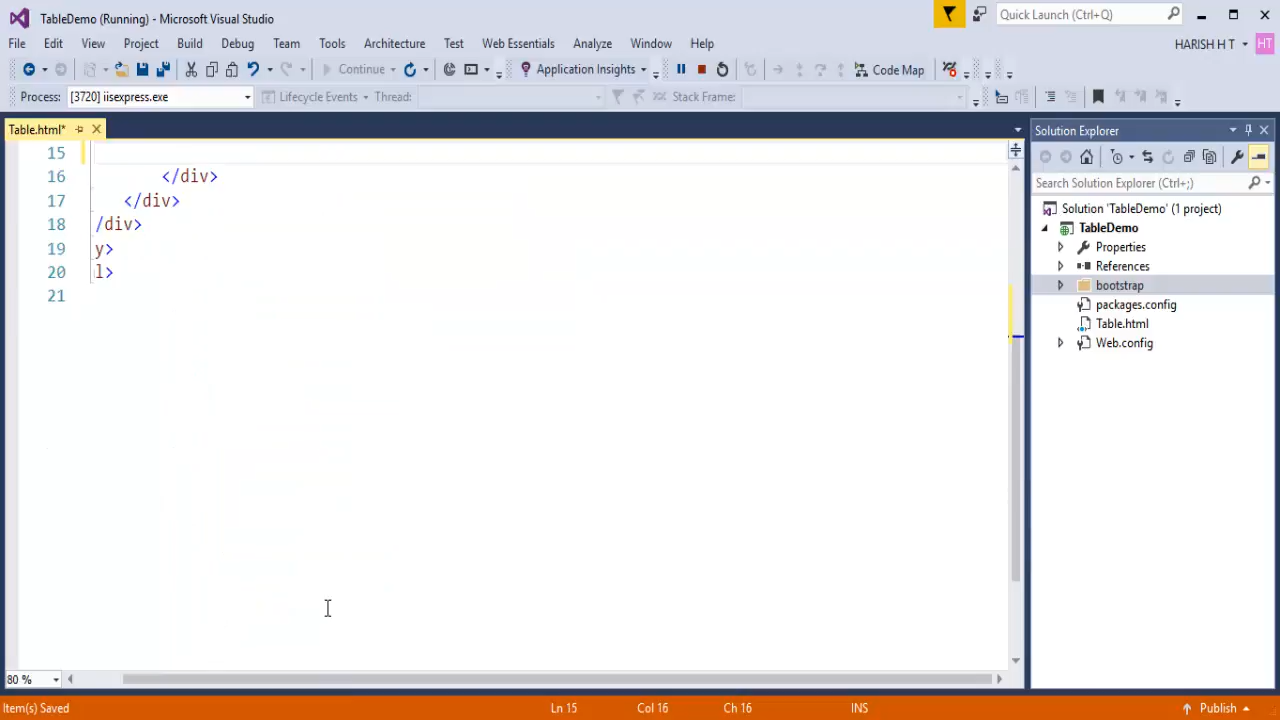 TableDemo (Running) - Microsoft Visual Studio
Quick Launch (Ctrl+Q)
File Edit View Project Build Debug Team Tools Architecture Test Web Essentials Analyze Window Help
HARISH H T
HT
Continue
Application Insights
Code Map
Process: [3720] iisexpress.exe
Lifecycle Events
Thread:
Stack Frame:
Table.html*
15
16 </div>
17 </div>
18 /div>
19 y>
20 l>
21
Solution Explorer
Search Solution Explorer (Ctrl+;)
Solution 'TableDemo' (1 project)
TableDemo
Properties
References
bootstrap
packages.config
Table.html
Web.config
80 %
Item(s) Saved
Ln 15
Col 16
Ch 16
INS
Publish